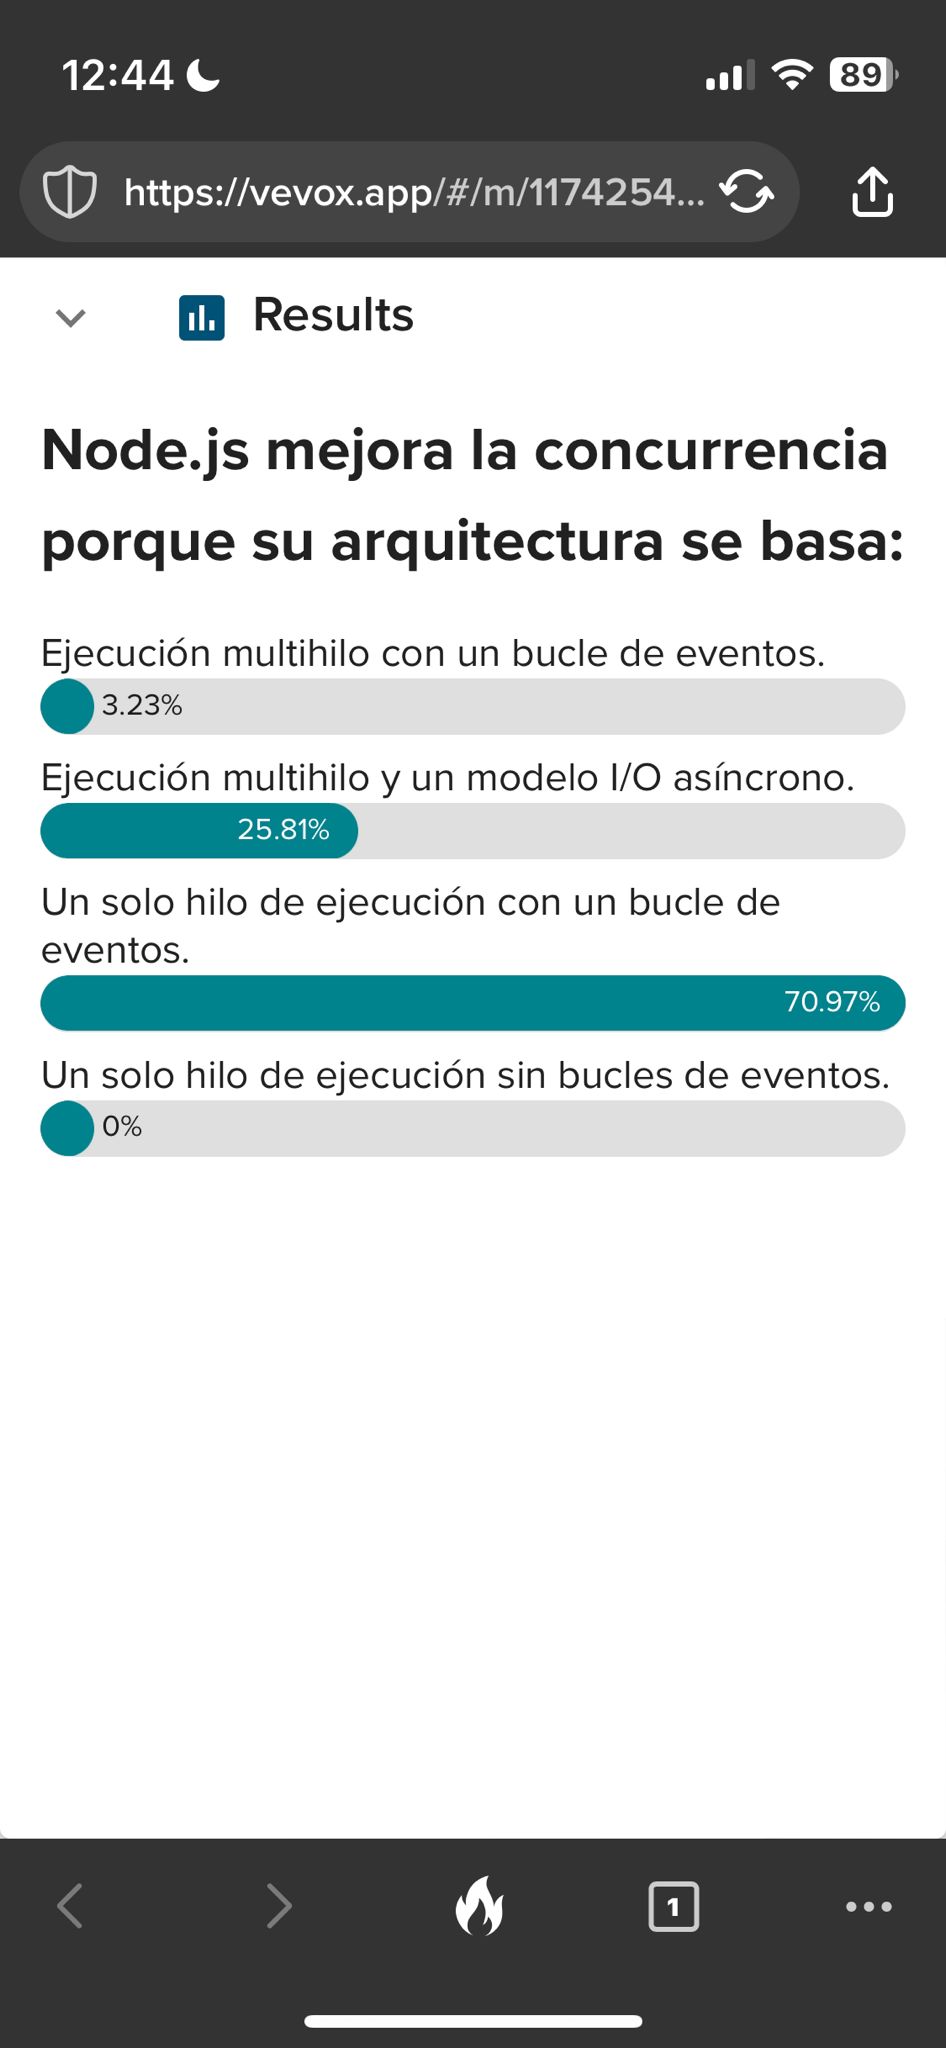 12:44
89
https://vevox.app/#/m/1174254...
Results
Node.js mejora la concurrencia
porque su arquitectura se basa:
Ejecución multihilo con un bucle de eventos.
3.23%
Ejecución multihilo y un modelo I/O asíncrono.
25.81%
Un solo hilo de ejecución con un bucle de
eventos.
70.97%
Un solo hilo de ejecución sin bucles de eventos.
0%
1